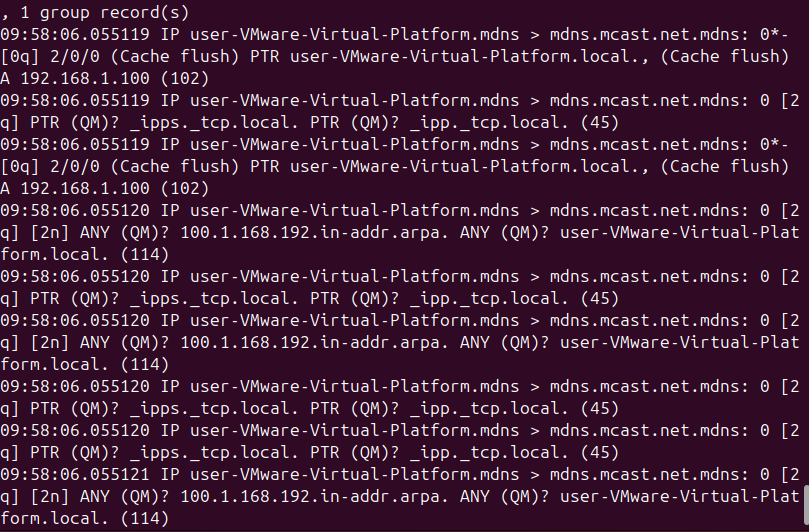 , 1 group record(s)
09:58:06.055119 IP user-VMware-Virtual-Platform.mdns > mdns.mcast.net.mdns: 0*-
[0q] 2/0/0 (Cache flush) PTR user-VMware-Virtual-Platform.local., (Cache flush)
A 192.168.1.100 (102)
09:58:06.055119 IP user-VMware-Virtual-Platform.mdns > mdns.mcast.net.mdns: 0 [2
q] PTR (QM)? _ipps._tcp.local. PTR (QM)? _ipp._tcp.local. (45)
09:58:06.055119 IP user-VMware-Virtual-Platform.mdns > mdns.mcast.net.mdns: 0*-
[0q] 2/0/0 (Cache flush) PTR user-VMware-Virtual-Platform.local., (Cache flush)
A 192.168.1.100 (102)
09:58:06.055120 IP user-VMware-Virtual-Platform.mdns > mdns.mcast.net.mdns: 0 [2
q] [2n] ANY (QM)? 100.1.168.192.in-addr.arpa. ANY (QM)? user-VMware-Virtual-Plat
form.local. (114)
09:58:06.055120 IP user-VMware-Virtual-Platform.mdns > mdns.mcast.net.mdns: 0 [2
q] PTR (QM)? _ipps._tcp.local. PTR (QM)? _ipp._tcp.local. (45)
09:58:06.055120 IP user-VMware-Virtual-Platform.mdns > mdns.mcast.net.mdns: 0 [2
q] [2n] ANY (QM)? 100.1.168.192.in-addr.arpa. ANY (QM)? user-VMware-Virtual-Plat
form.local. (114)
09:58:06.055120 IP user-VMware-Virtual-Platform.mdns > mdns.mcast.net.mdns: 0 [2
q] PTR (QM)? _ipps._tcp.local. PTR (QM)? _ipp._tcp.local. (45)
09:58:06.055120 IP user-VMware-Virtual-Platform.mdns > mdns.mcast.net.mdns: 0 [2
q] PTR (QM)? _ipps._tcp.local. PTR (QM)? _ipp._tcp.local. (45)
09:58:06.055121 IP user-VMware-Virtual-Platform.mdns > mdns.mcast.net.mdns: 0 [2
q] [2n] ANY (QM)? 100.1.168.192.in-addr.arpa. ANY (QM)? user-VMware-Virtual-Plat
form.local. (114)